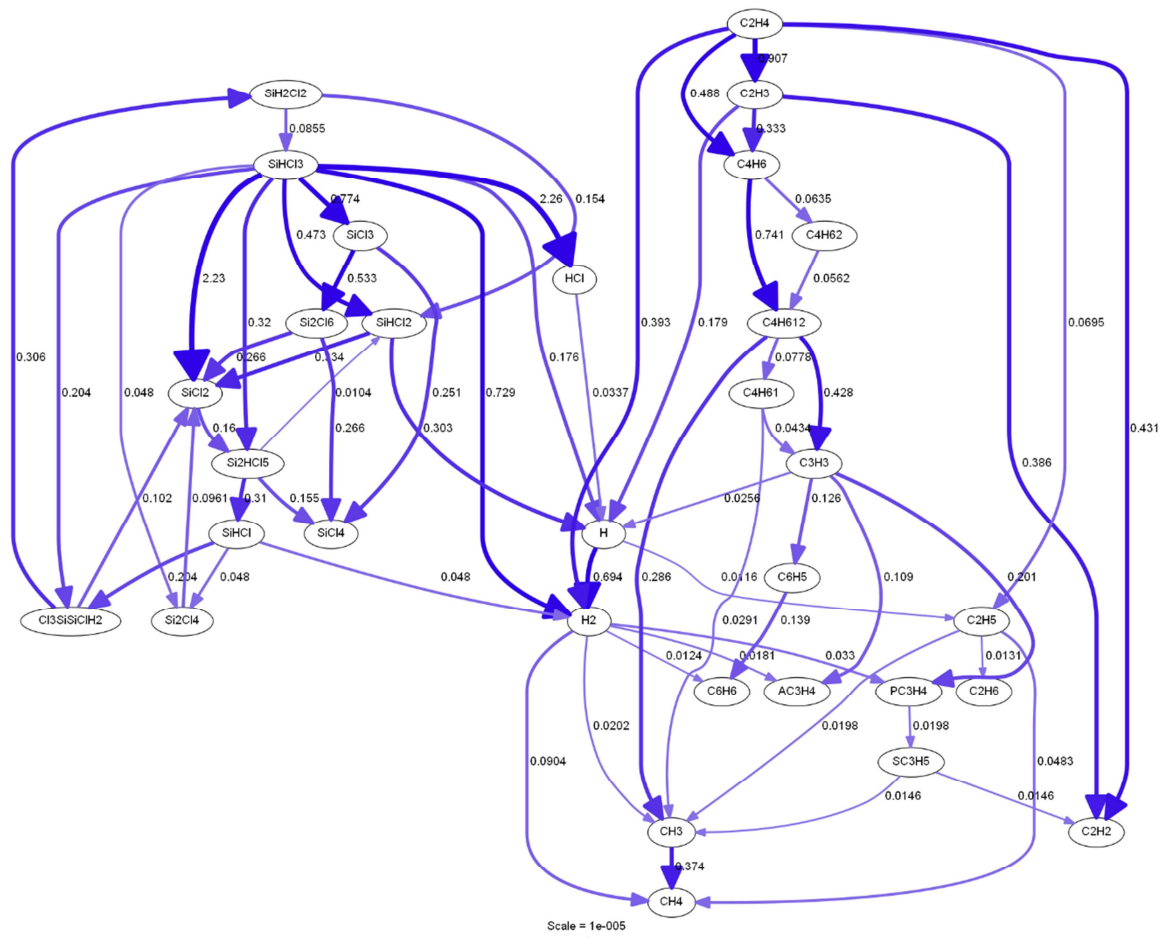 C2H4
0.907
SiH2Cl2
0.488
C2H3
0.0855
0.333
SiHCl3
C4H6
0.774
2.26
0.154
0.0635
SiCl3
0.473
0.741
C4H62
2.23
0.533
HCl
0.0562
Si2Cl6
SiHCl2
0.32
0.393
0.179
C4H612
0.0695
0.306
0.266
0.334
0.176
0.0778
SiCl2
0.204
0.048
0.0104
0.251
0.729
0.0337
C4H61
0.428
0.16
0.266
0.303
0.0434
0.431
Si2HCl5
C3H3
0.386
0.102
0.0961
0.31
0.155
0.0256
0.126
SiHCl
SiCl4
H
0.204
0.048
0.048
0.694
0.286
0.0116
C6H5
0.109
0.201
Cl3SiSiClH2
Si2Cl4
H2
0.0291
0.139
C2H5
0.0124
0.0181
0.033
0.0131
C6H6
AC3H4
PC3H4
C2H6
0.0202
0.0198
0.0198
0.0904
SC3H5
0.0483
0.0146
0.0146
CH3
C2H2
0.374
CH4
Scale = 1e-005